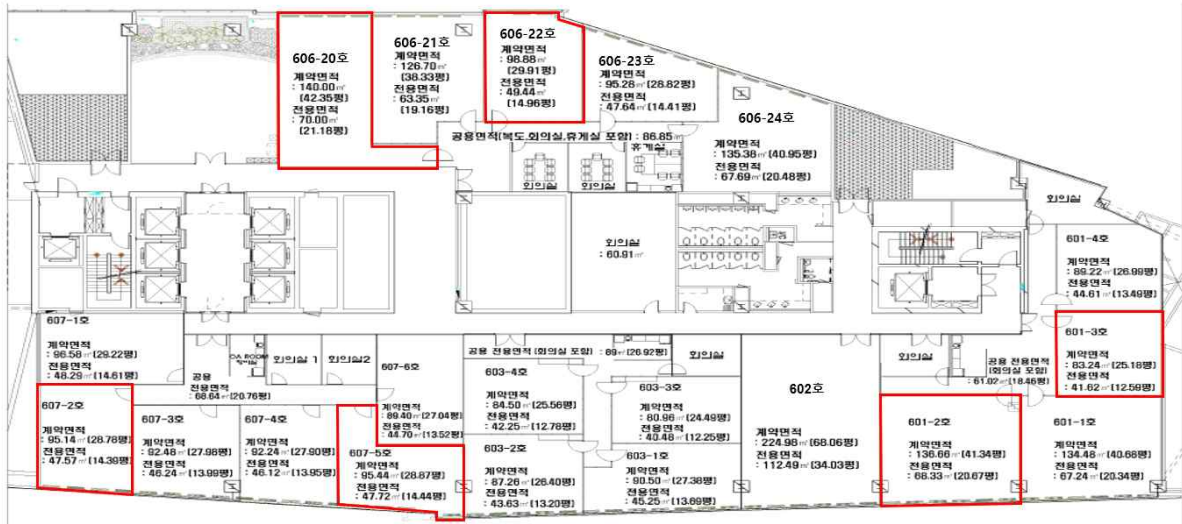 606-20호
계약면적
: 140.00㎡
(42.35평)
전용면적
: 70.00㎡
(21.18평)
606-21호
계약면적
: 126.70㎡
(38.33평)
전용면적
: 63.35㎡
(19.16평)
606-22호
계약면적
: 98.88㎡
(29.91평)
전용면적
: 49.44㎡
(14.96평)
606-23호
계약면적
: 95.28㎡ (28.82평)
전용면적
: 47.64㎡(14.41평)
606-24호
계약면적
: 135.38㎡(40.95평)
전용면적
: 67.69㎡(20.48평)
공용면적(복도,회의실,휴게실 포함) : 86.85㎡
휴게실
회의실
회의실
회의실
: 60.91㎡
회의실
601-4호
계약면적
: 89.22㎡(26.99평)
전용면적
: 44.61㎡(13.49평)
601-3호
계약면적
: 83.24㎡(25.18평)
전용면적
: 41.62㎡(12.59평)
607-1호
계약면적
: 96.58㎡(29.22평)
전용면적
: 48.29㎡(14.61평)
OA ROOM
공용
전용면적
: 68.64㎡(20.76평)
회의실 1
회의실2
607-6호
계약면적
: 89.40㎡(27.04평)
전용면적
: 44.70㎡(13.52평)
공용 전용면적 (회의실 포함) : 89㎡(26.92평)
회의실
603-4호
계약면적
: 84.50㎡(25.56평)
전용면적
: 42.25㎡(12.78평)
603-3호
계약면적
: 80.96㎡(24.49평)
전용면적
: 40.48㎡(12.25평)
602호
계약면적
: 224.98㎡(68.06평)
전용면적
: 112.49㎡(34.03평)
회의실
공용 전용면적
(회의실 포함)
: 61.02㎡(18.46평)
607-2호
계약면적
: 95.14㎡(28.78평)
전용면적
: 47.57㎡(14.39평)
607-3호
계약면적
: 92.48㎡(27.98평)
전용면적
: 46.24㎡(13.99평)
607-4호
계약면적
: 92.24㎡(27.90평)
전용면적
: 46.12㎡(13.95평)
607-5호
계약면적
: 95.44㎡(28.87평)
전용면적
: 47.72㎡(14.44평)
603-2호
계약면적
: 87.26㎡(26.40평)
전용면적
: 43.63㎡(13.20평)
603-1호
계약면적
: 90.50㎡(27.38평)
전용면적
: 45.25㎡(13.69평)
601-2호
계약면적
: 136.66㎡(41.34평)
전용면적
: 68.33㎡(20.67평)
601-1호
계약면적
: 134.48㎡(40.68평)
전용면적
: 67.24㎡(20.34평)